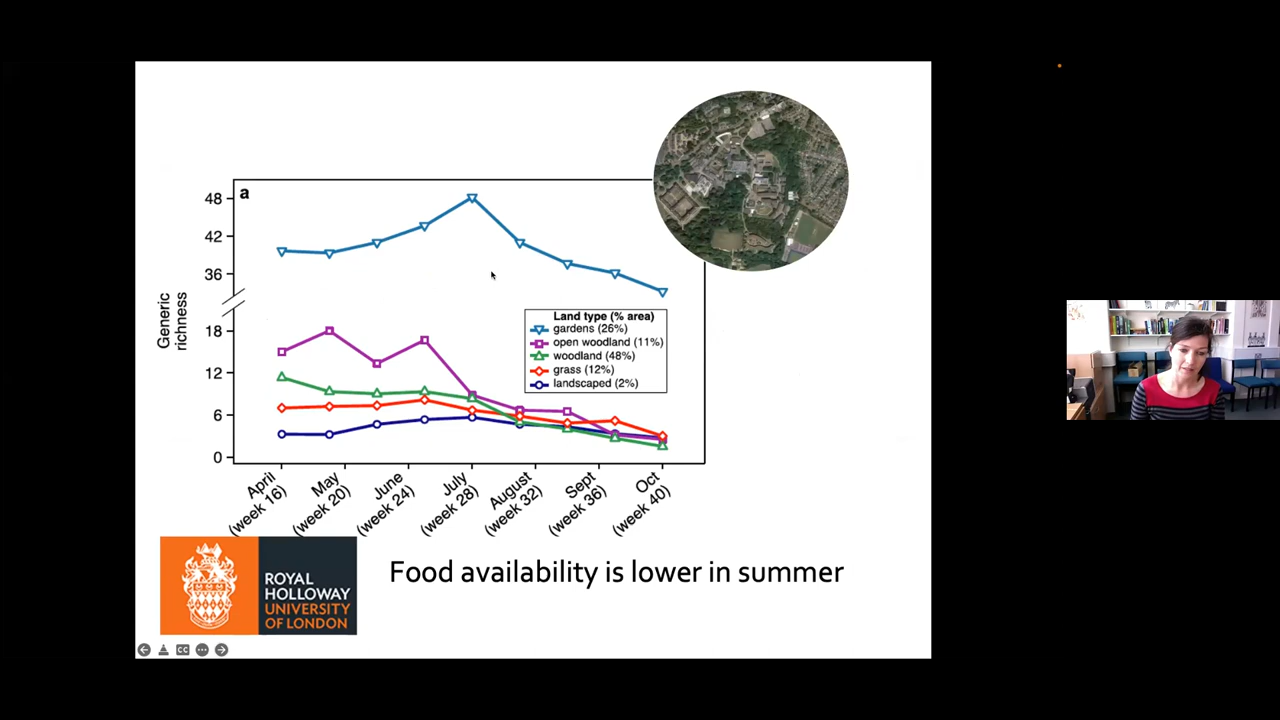 a
48
42
36
18
12
6
0
Generic
richness
Land type (% area)
gardens (26%)
open woodland (11%)
woodland (48%)
grass (12%)
landscaped (2%)
April
(week 16)
May
(week 20)
June
(week 24)
July
(week 28)
August
(week 32)
Sept
(week 36)
Oct
(week 40)
Food availability is lower in summer
ROYAL
HOLLOWAY
UNIVERSITY
OF LONDON
CC